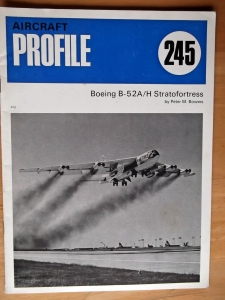 AIRCRAFT
PROFILE
245
Boeing B-52A/H Stratofortress
by Peter M. Bowers